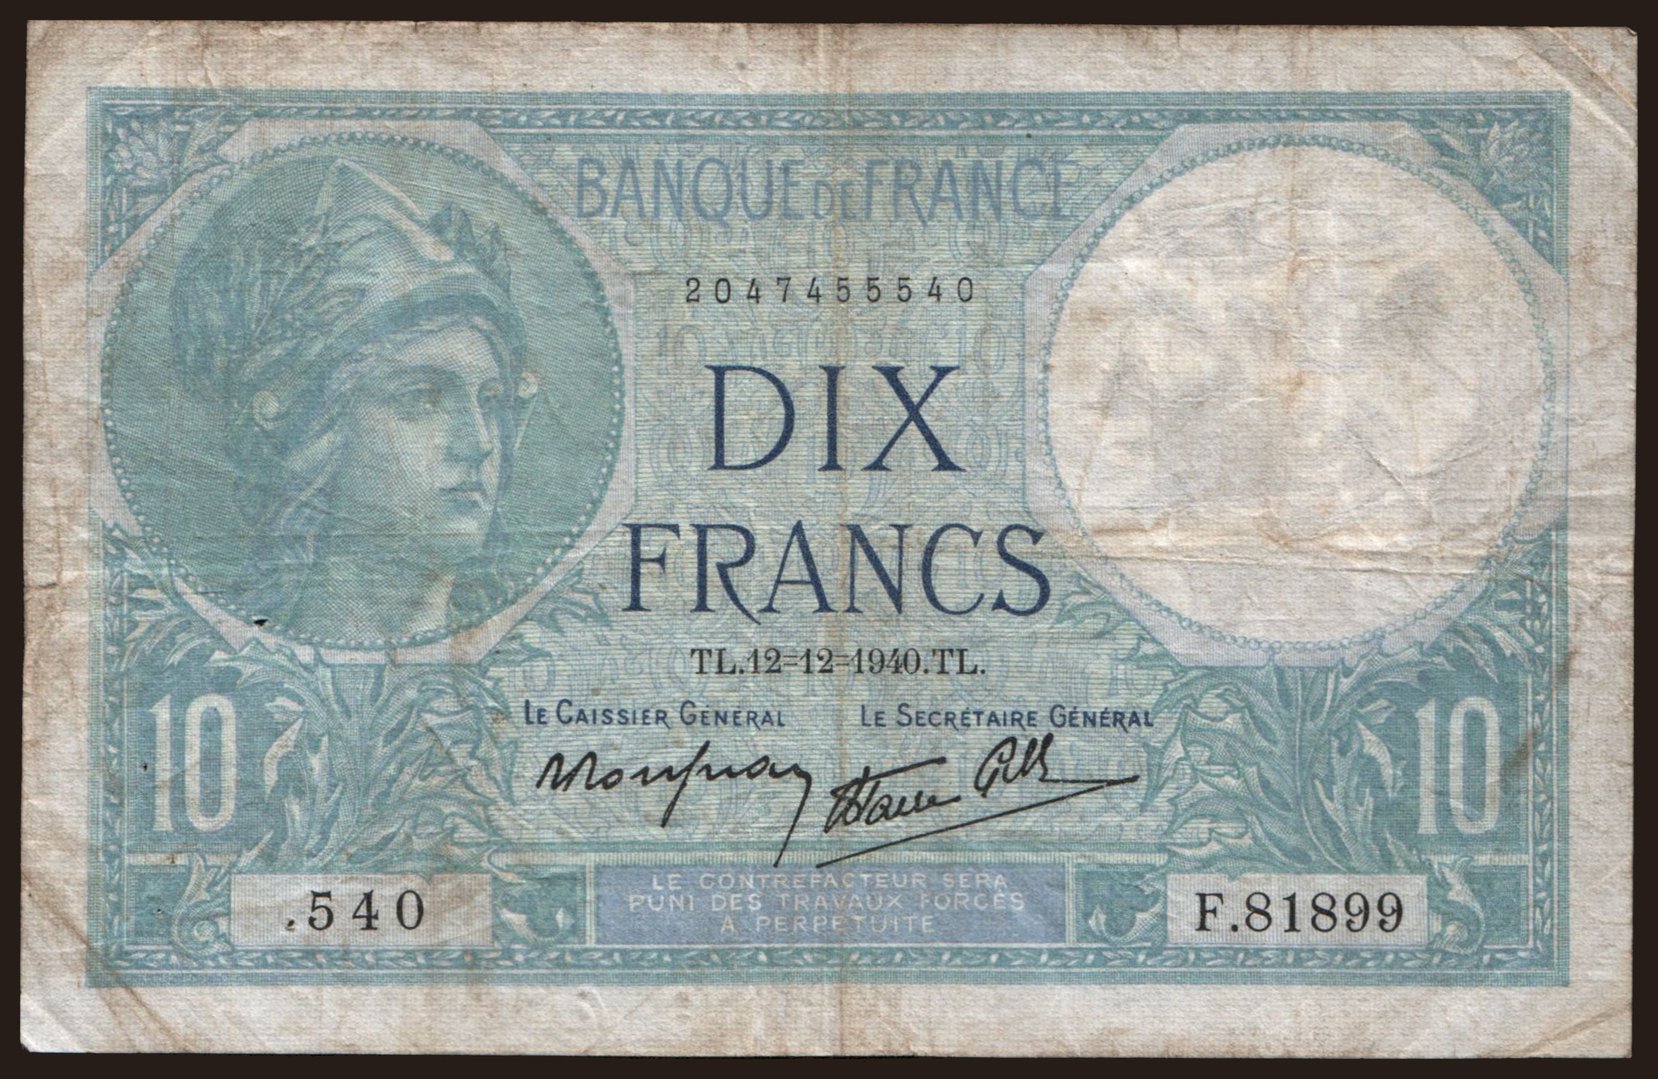 BANQUE DE FRANCE
2047455540
DIX
FRANCS
TL.12=12=1940.TL.
LE CAISSIER GÉNÉRAL LE SECRÉTAIRE GÉNÉRAL
10 10
LE CONTREFACTEUR SERA
PUNI DES TRAVAUX FORCÉS
À PERPÉTUITÉ
.540 F.81899